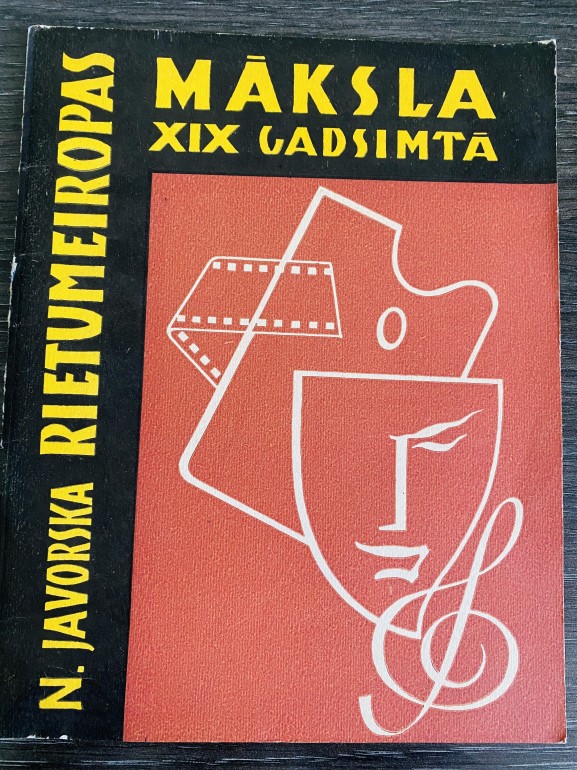 N. JAVORSKA RIETUMEIROPAS
MĀKSLA
XIX GADSIMTĀ